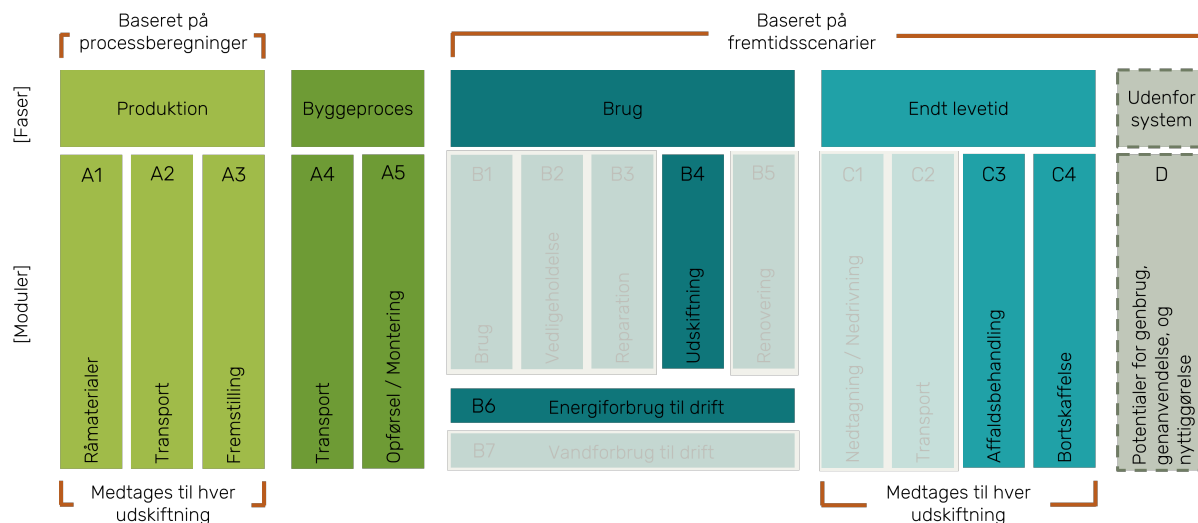 Baseret på
processberegninger
Baseret på
fremtidsscenarier
[Faser]
Produktion
Byggeproces
Brug
Endt levetid
Udenfor
system
[Moduler]
A1
Råmaterialer
A2
Transport
A3
Fremstilling
A4
Transport
A5
Opførsel / Montering
B1
Brug
B2
Vedligeholdelse
B3
Reparation
B4
Udskiftning
B5
Renovering
B6
Energiforbrug til drift
B7
Vandforbrug til drift
C1
Nedtagning / Nedrivning
C2
Transport
C3
Affaldsbehandling
C4
Bortskaffelse
D
Potentialer for genbrug,
genanvendelse, og
nyttiggørelse
Medtages til hver
udskiftning
Medtages til hver
udskiftning